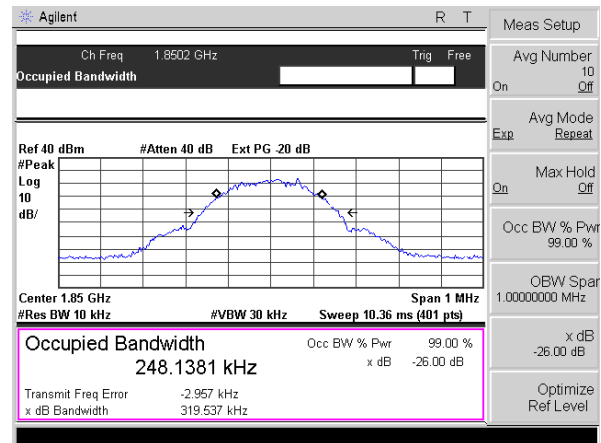 Agilent
R T
Ch Freq 1.8502 GHz
Trig Free
Occupied Bandwidth
Ref 40 dBm
#Atten 40 dB
Ext PG -20 dB
#Peak
Log
10
dB/
Center 1.85 GHz
Span 1 MHz
#Res BW 10 kHz
#VBW 30 kHz
Sweep 10.36 ms (401 pts)
Occupied Bandwidth
248.1381 kHz
Occ BW % Pwr 99.00 %
x dB -26.00 dB
Transmit Freq Error -2.957 kHz
x dB Bandwidth 319.537 kHz
Meas Setup
Avg Number
10
On Off
Avg Mode
Exp Repeat
Max Hold
On Off
Occ BW % Pwr
99.00 %
OBW Span
1.00000000 MHz
x dB
-26.00 dB
Optimize
Ref Level